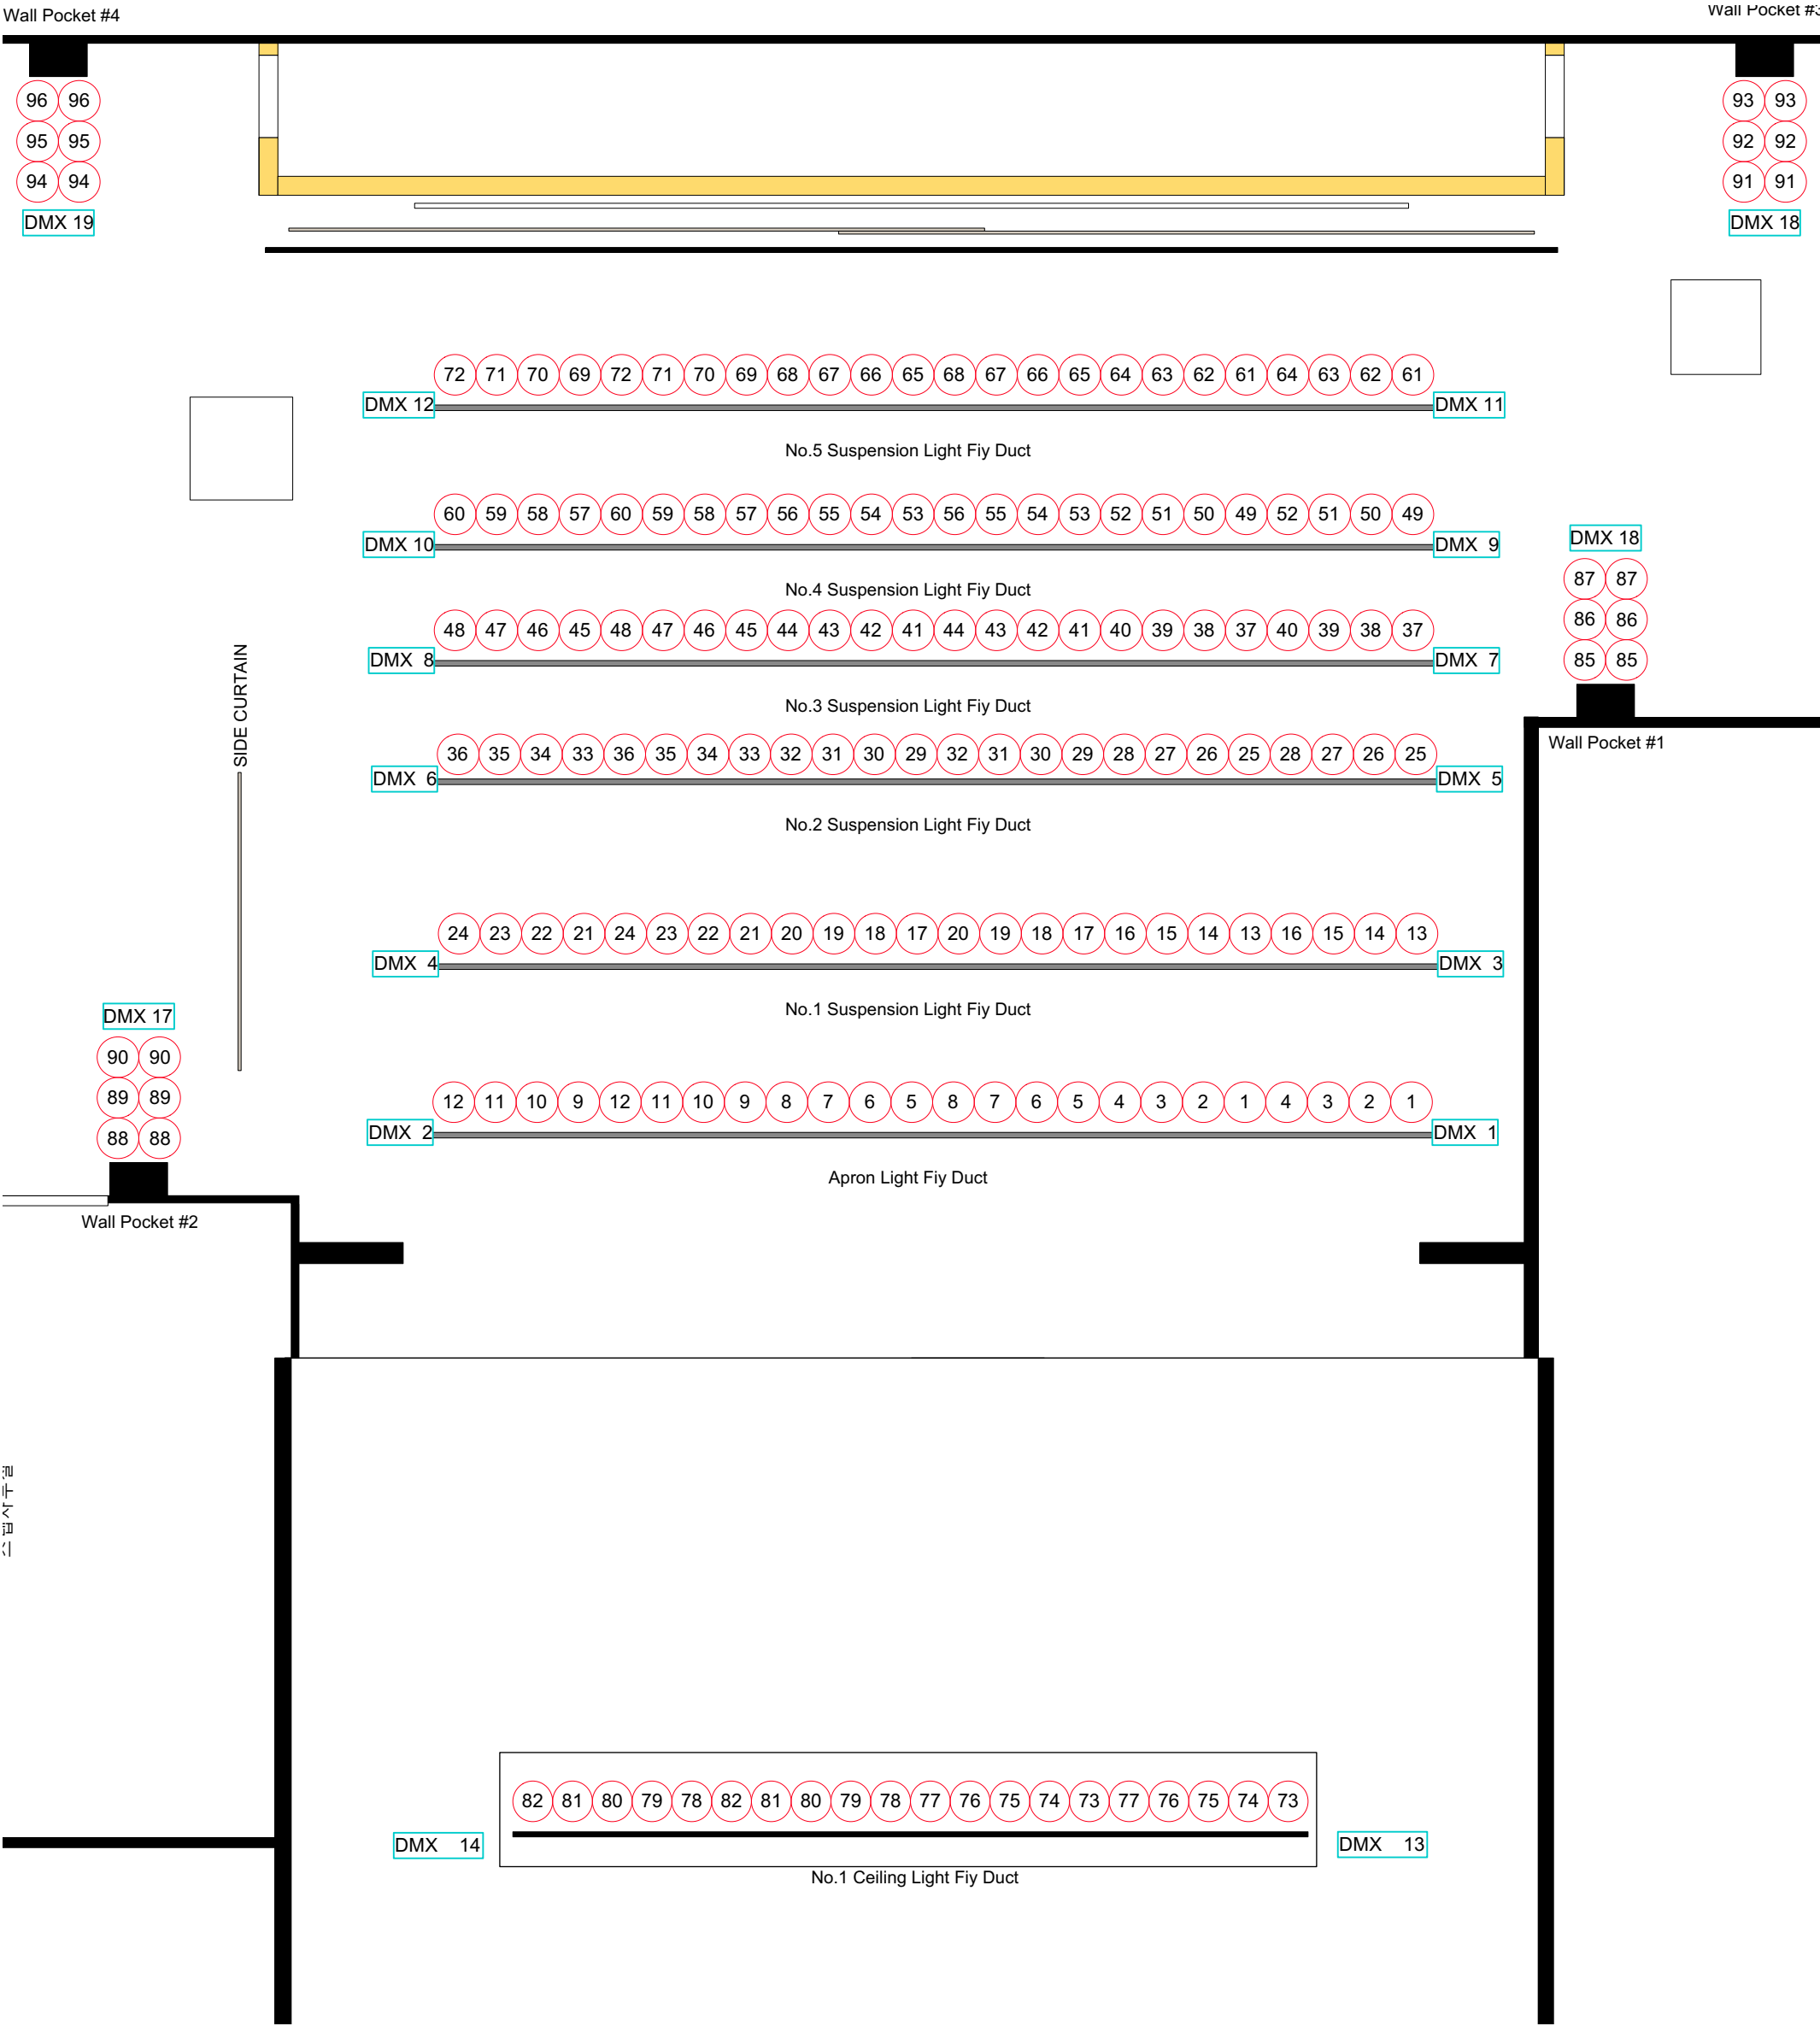 Wall Pocket #4
Wall Pocket #3
96 96
93 93
95 95
92 92
94 94
91 91
DMX 19
DMX 18
72 71 70 69 72 71 70 69 68 67 66 65 68 67 66 65 64 63 62 61 64 63 62 61
DMX 12
DMX 11
No.5 Suspension Light Fiy Duct
60 59 58 57 60 59 58 57 56 55 54 53 56 55 54 53 52 51 50 49 52 51 50 49
DMX 10
DMX 9
No.4 Suspension Light Fiy Duct
DMX 18
87 87
86 86
85 85
Wall Pocket #1
48 47 46 45 48 47 46 45 44 43 42 41 44 43 42 41 40 39 38 37 40 39 38 37
DMX 8
DMX 7
No.3 Suspension Light Fiy Duct
SIDE CURTAIN
36 35 34 33 36 35 34 33 32 31 30 29 32 31 30 29 28 27 26 25 28 27 26 25
DMX 6
DMX 5
No.2 Suspension Light Fiy Duct
24 23 22 21 24 23 22 21 20 19 18 17 20 19 18 17 16 15 14 13 16 15 14 13
DMX 4
DMX 3
No.1 Suspension Light Fiy Duct
DMX 17
90 90
89 89
88 88
Wall Pocket #2
12 11 10 9 12 11 10 9 8 7 6 5 8 7 6 5 4 3 2 1 4 3 2 1
DMX 2
DMX 1
Apron Light Fiy Duct
82 81 80 79 78 82 81 80 79 78 77 76 75 74 73 77 76 75 74 73
DMX 14
DMX 13
No.1 Ceiling Light Fiy Duct